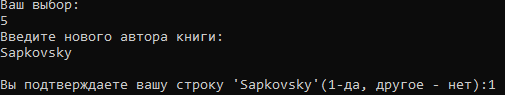 Ваш выбор:
5
Введите нового автора книги:
Sapkovsky
Вы подтверждаете вашу строку 'Sapkovsky'(1-да, другое - нет):1